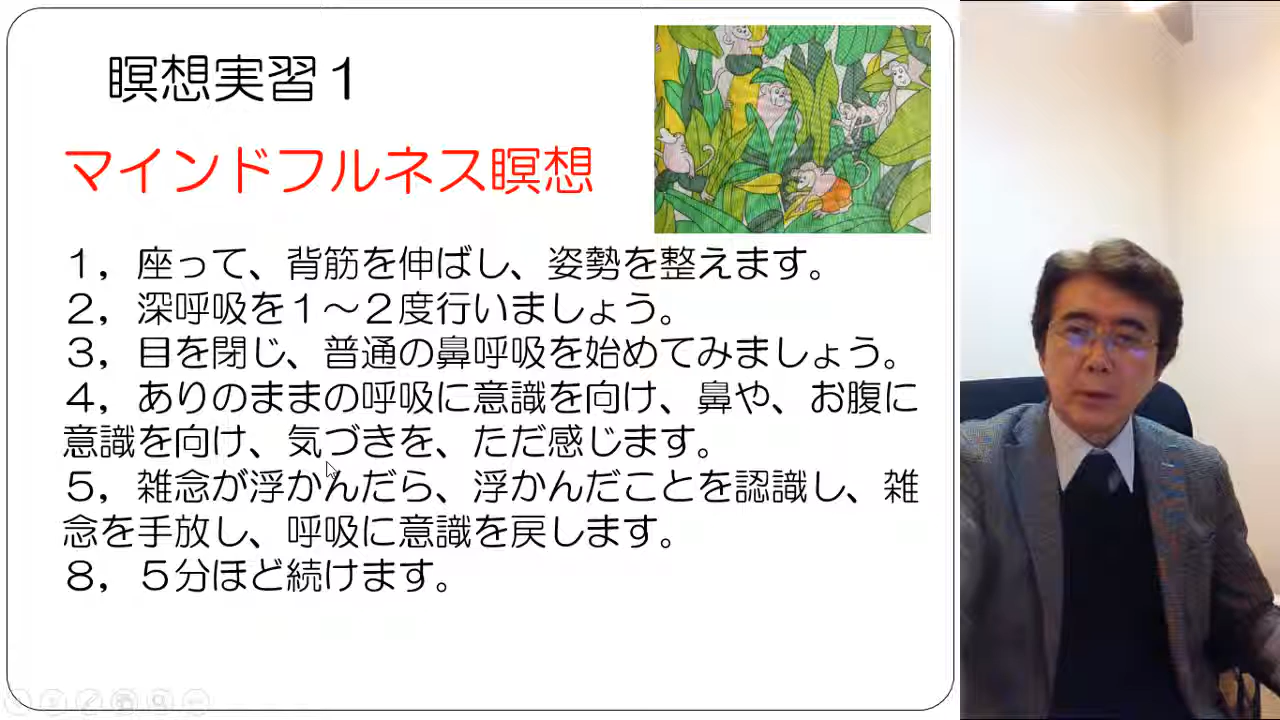 瞑想実習１
マインドフルネス瞑想
１，座って、背筋を伸ばし、姿勢を整えます。
２，深呼吸を１～２度行いましょう。
３，目を閉じ、普通の鼻呼吸を始めてみましょう。
４，ありのままの呼吸に意識を向け、鼻や、お腹に
意識を向け、気づきを、ただ感じます。
５，雑念が浮かんだら、浮かんだことを認識し、雑
念を手放し、呼吸に意識を戻します。
８，５分ほど続けます。